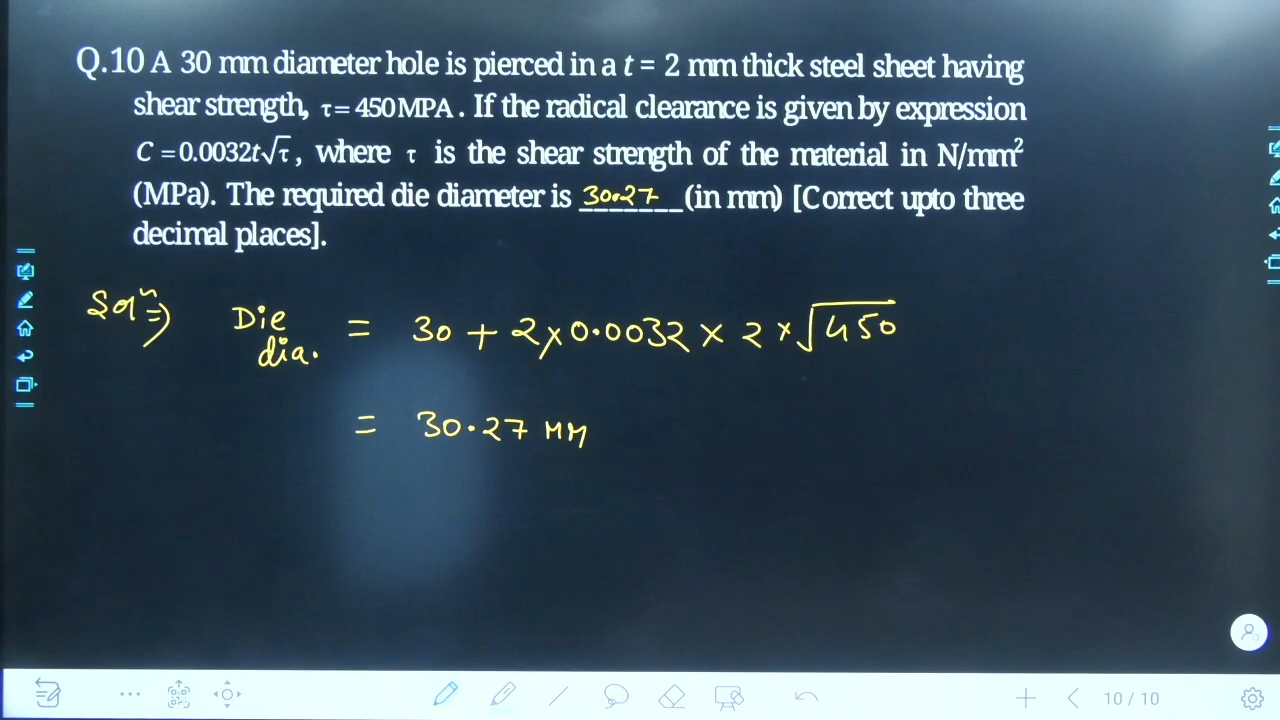 Q.10 A 30 mm diameter hole is pierced in a t = 2 mm thick steel sheet having
shear strength, τ = 450 MPA. If the radical clearance is given by expression
C = 0.0032t√τ, where τ is the shear strength of the material in N/mm²
(MPa). The required die diameter is 30.27 (in mm) [Correct upto three
decimal places].
Solⁿ ⇒ Die dia. = 30 + 2 × 0.0032 × 2 × √450
= 30.27 MM
10 / 10